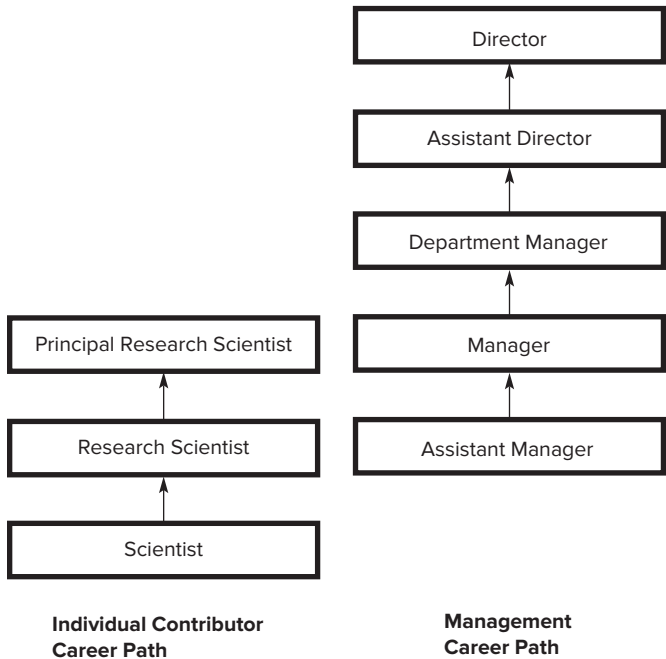 Director
Assistant Director
Department Manager
Principal Research Scientist
Manager
Research Scientist
Assistant Manager
Scientist
Individual Contributor
Career Path
Management
Career Path